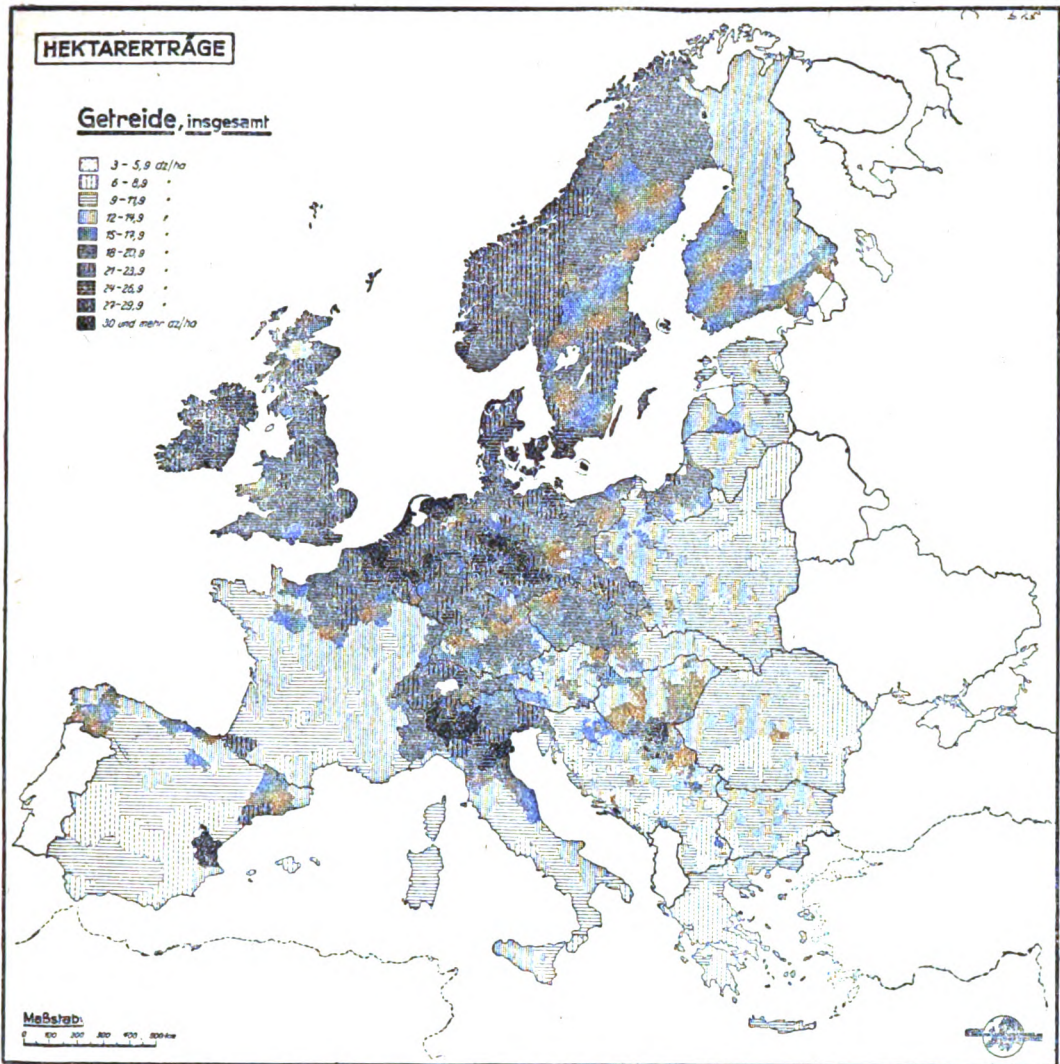 HEKTARERTRÄGE
Getreide, insgesamt
3 - 5,9 dz/ha
6 - 8,9 "
9 - 11,9 "
12 - 14,9 "
15 - 17,9 "
18 - 20,9 "
21 - 23,9 "
24 - 26,9 "
27 - 29,9 "
30 und mehr dz/ha
Maßstab:
0 100 200 300 400 500 km